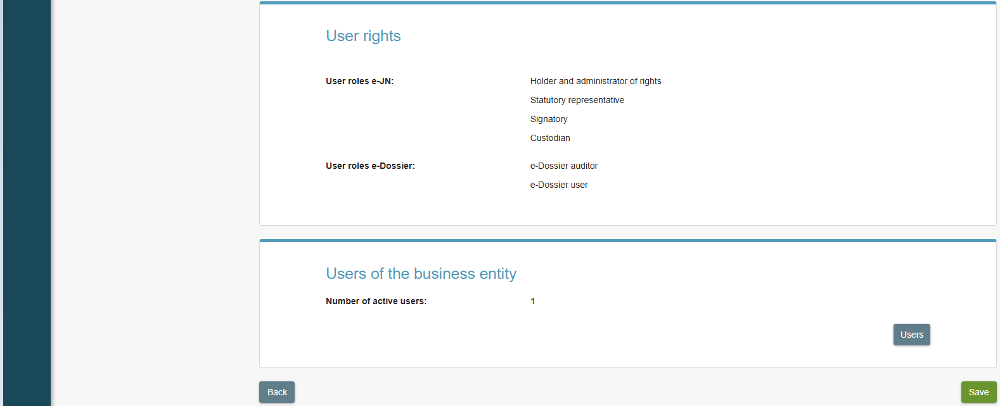 User rights
User roles e-JN: Holder and administrator of rights
Statutory representative
Signatory
Custodian
User roles e-Dossier: e-Dossier auditor
e-Dossier user
Users of the business entity
Number of active users: 1
Users
Back Save